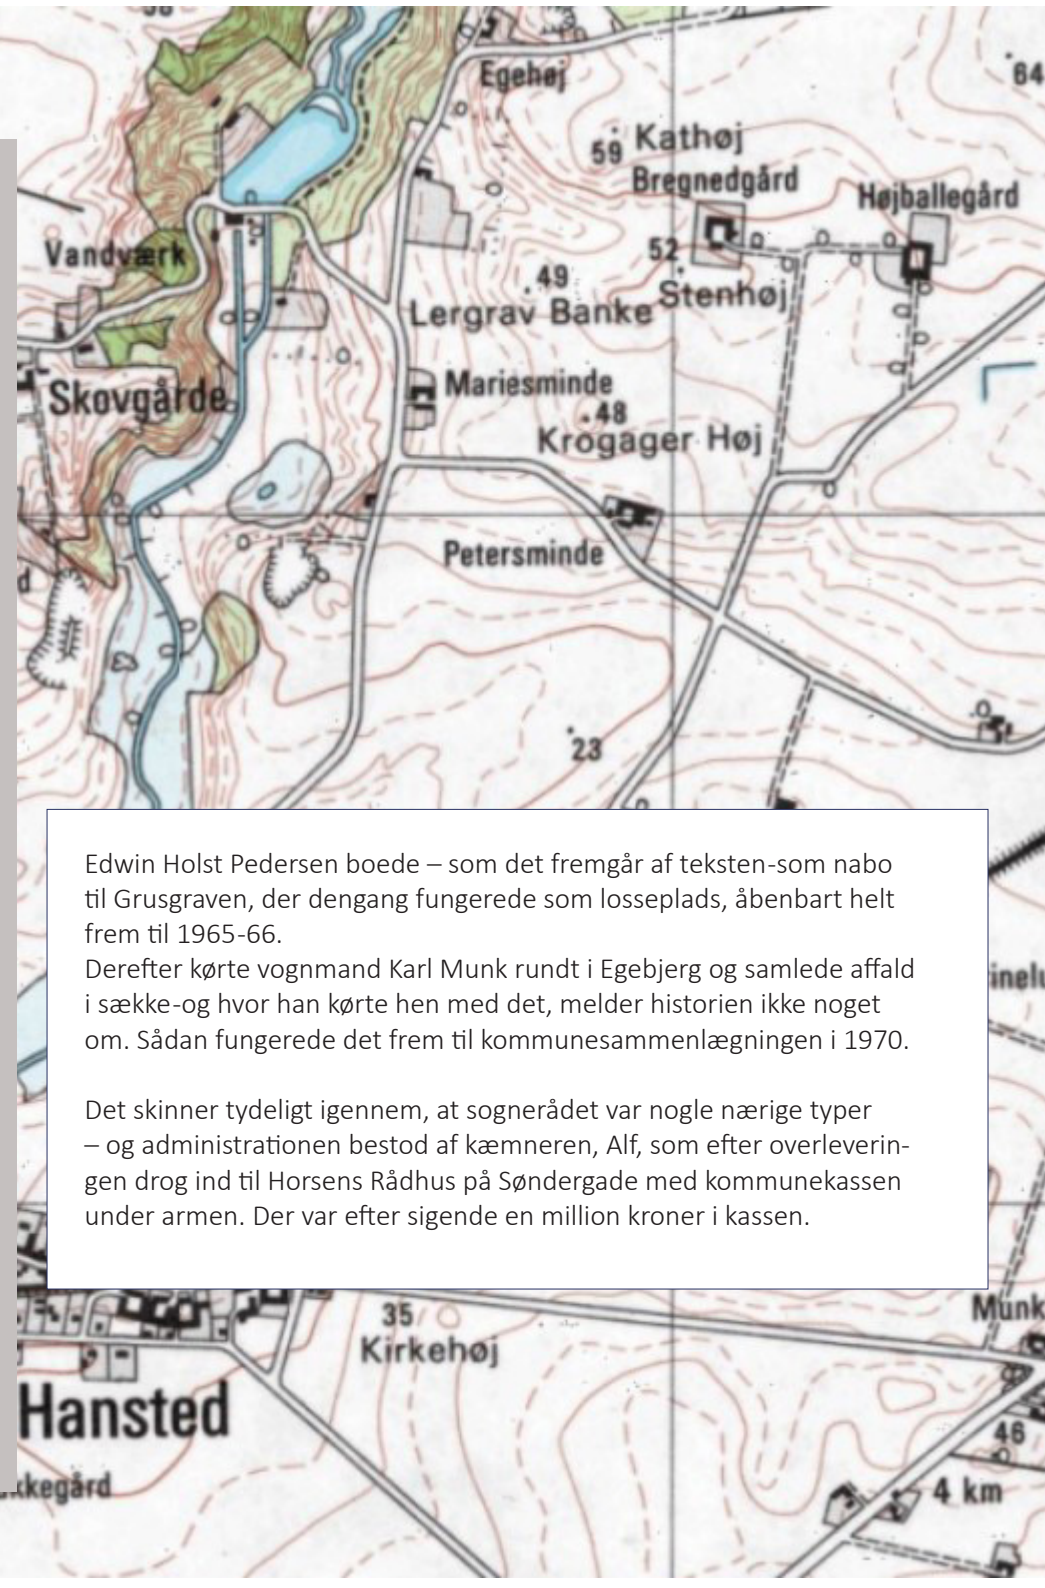 Egehøj
64
59 Kathøj
Bregnedgård
Højballegård
Vandværk
52
49
Stenhøj
Lergrav Banke
Skovgårde
Mariesminde
48
Krogager Høj
Petersminde
23
Edwin Holst Pedersen boede – som det fremgår af teksten-som nabo
til Grusgraven, der dengang fungerede som losseplads, åbenbart helt
frem til 1965-66.
Derefter kørte vognmand Karl Munk rundt i Egebjerg og samlede affald
i sække-og hvor han kørte hen med det, melder historien ikke noget
om. Sådan fungerede det frem til kommunesammenlægningen i 1970.
Det skinner tydeligt igennem, at sognerådet var nogle nærige typer
– og administrationen bestod af kæmneren, Alf, som efter overleverin-
gen drog ind til Horsens Rådhus på Søndergade med kommunekassen
under armen. Der var efter sigende en million kroner i kassen.
35
Kirkehøj
Munk
Hansted
46
kkegård
4 km